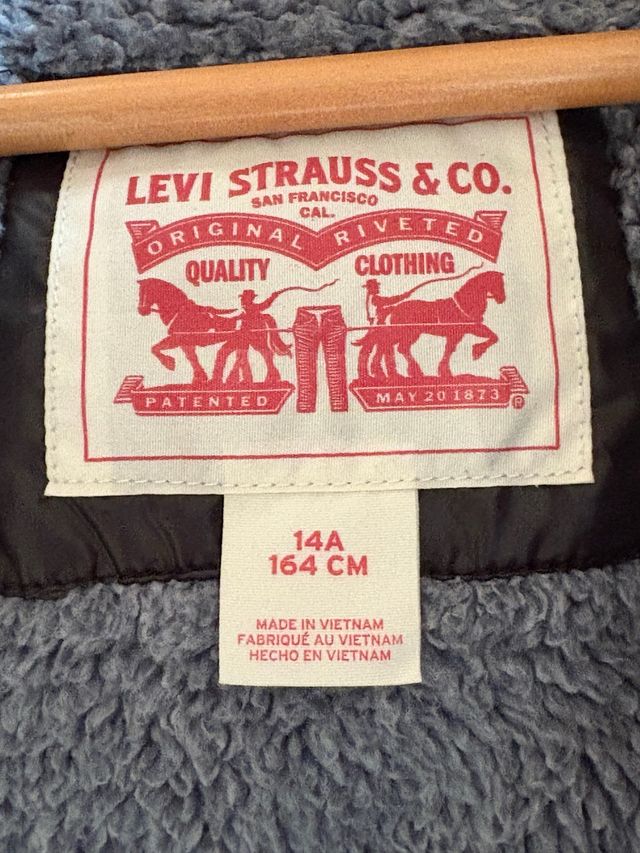 LEVI STRAUSS & CO.
SAN FRANCISCO
CAL.
ORIGINAL RIVETED
QUALITY CLOTHING
PATENTED MAY 20 1873 ®
14A
164 CM
MADE IN VIETNAM
FABRIQUÉ AU VIETNAM
HECHO EN VIETNAM